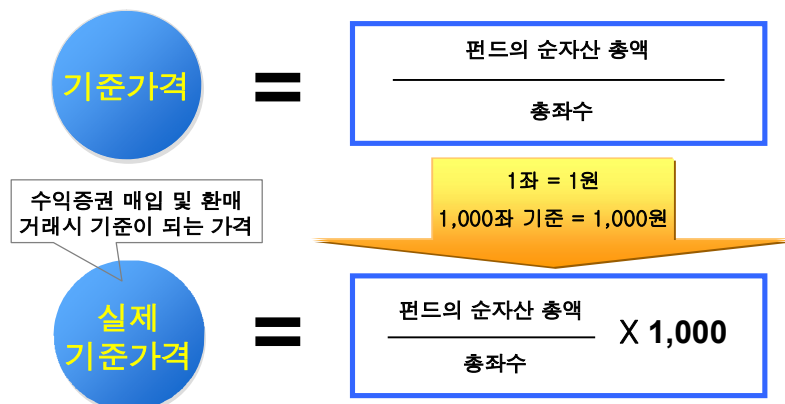 기준가격
=
펀드의 순자산 총액
총좌수
1좌 = 1원
1,000좌 기준 = 1,000원
수익증권 매입 및 환매
거래시 기준이 되는 가격
실제
기준가격
=
펀드의 순자산 총액
총좌수
X 1,000